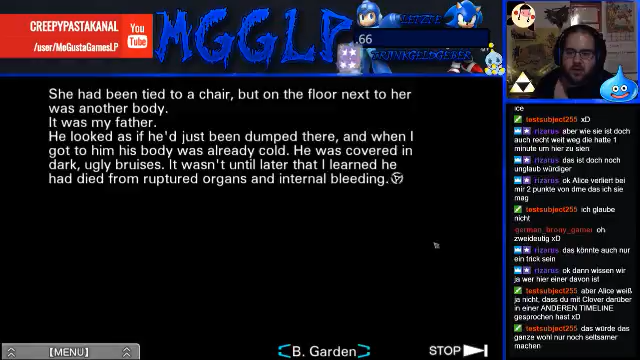 CREEPYPASTAKANAL
/user/MeGustaGamesLP
You
Tube
MGGLP
LETZTE
.66
TRINKGELDGEBER
She had been tied to a chair, but on the floor next to her
was another body.
It was my father.
He looked as if he'd just been dumped there, and when I
got to him his body was already cold. He was covered in
dark, ugly bruises. It wasn't until later that I learned he
had died from ruptured organs and internal bleeding.
[MENU]
B. Garden
STOP
ice
testsubject255 xD
rizarus aber wie sie ist doch
auch recht weit weg die hatte 1
minute um hier zu sien
rizarus das ist doch noch
unglaub würdiger
rizarus ok Alice verliert bei mir
2 punkte von dme das ich sie
mag
testsubject255 ich glaube
nicht
german_brony_gamer oh
zweideutig xD
rizarus das könnte auch nur
ein trick sein
rizarus ok dann wissen wir
ja wer hier einer davon ist
testsubject255 aber Alice weiß
ja nicht, dass du mit Clover darüber
in einer ANDEREN TIMELINE
gesprochen hast xD
testsubject255 das würde das
ganze wohl nur noch seltsamer
machen